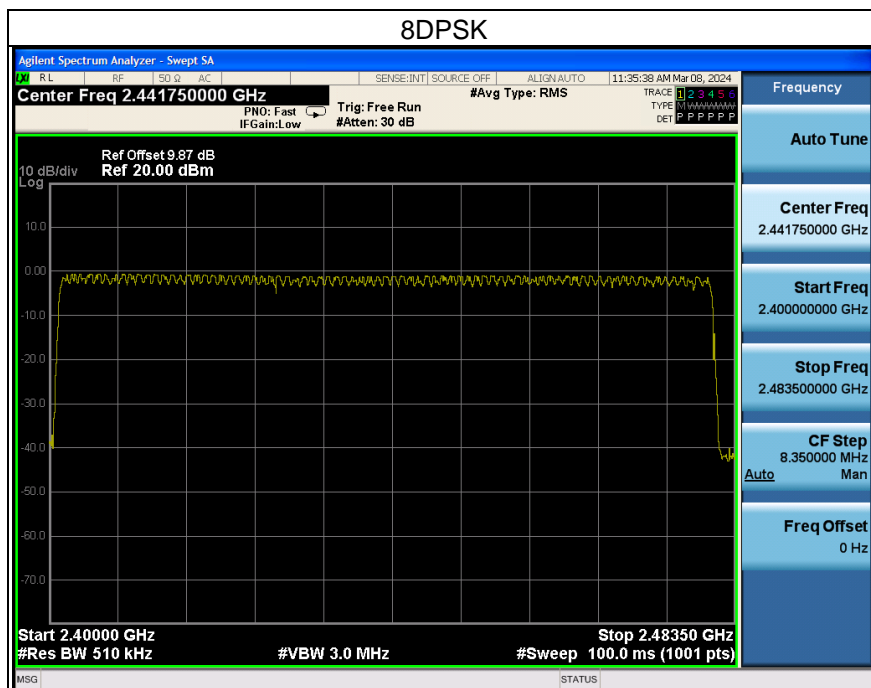 8DPSK
Agilent Spectrum Analyzer - Swept SA
LXI RL RF 50 Ω AC SENSE:INT SOURCE OFF ALIGN AUTO 11:35:38 AM Mar 08, 2024
Center Freq 2.441750000 GHz #Avg Type: RMS TRACE 1 2 3 4 5 6
PNO: Fast Trig: Free Run TYPE M WWWWW
IFGain:Low #Atten: 30 dB DET P P P P P P
Ref Offset 9.87 dB
10 dB/div Ref 20.00 dBm
Log
10.0
0.00
-10.0
-20.0
-30.0
-40.0
-50.0
-60.0
-70.0
Start 2.40000 GHz Stop 2.48350 GHz
#Res BW 510 kHz #VBW 3.0 MHz #Sweep 100.0 ms (1001 pts)
MSG STATUS
Frequency
Auto Tune
Center Freq
2.441750000 GHz
Start Freq
2.400000000 GHz
Stop Freq
2.483500000 GHz
CF Step
8.350000 MHz
Auto Man
Freq Offset
0 Hz